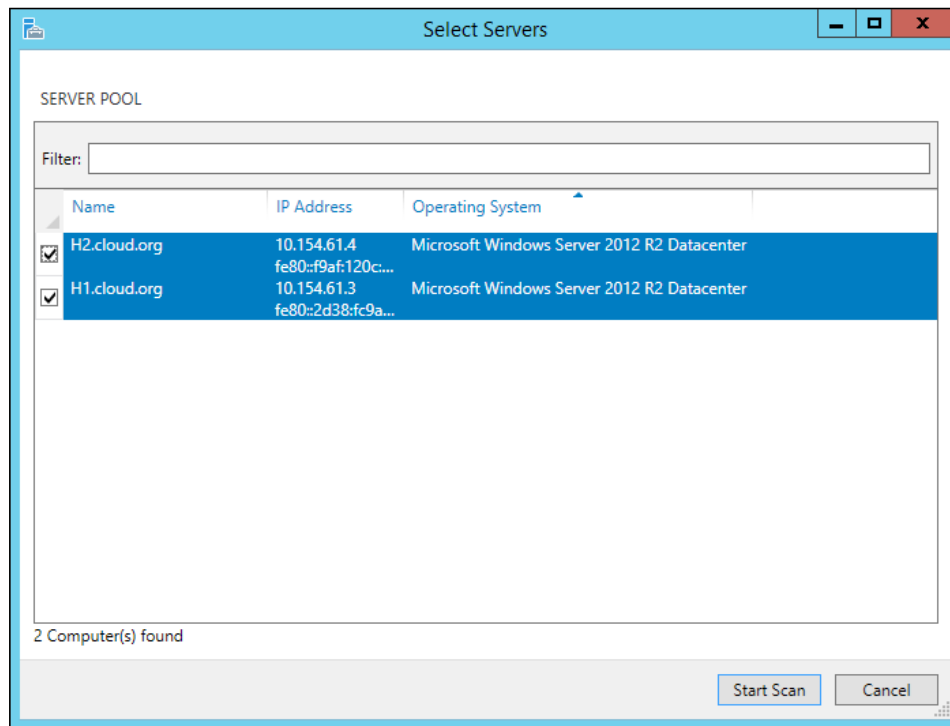 Select Servers
SERVER POOL
Filter:
Name IP Address Operating System
H2.cloud.org 10.154.61.4 Microsoft Windows Server 2012 R2 Datacenter
fe80::f9af:120c:...
H1.cloud.org 10.154.61.3 Microsoft Windows Server 2012 R2 Datacenter
fe80::2d38:fc9a...
2 Computer(s) found
Start Scan Cancel